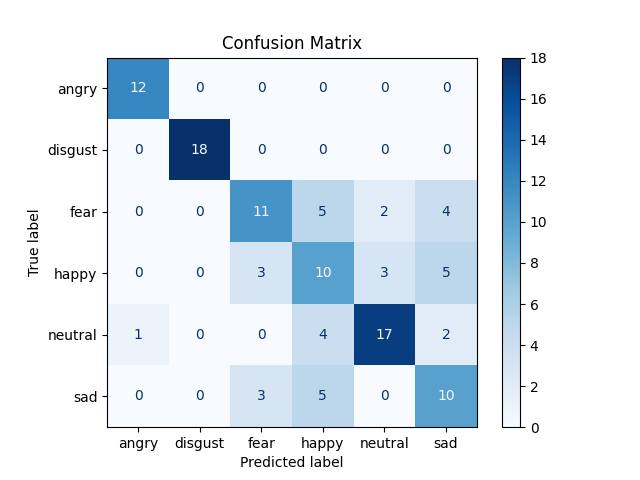 Confusion Matrix
True label
angry 12 0 0 0 0 0
disgust 0 18 0 0 0 0
fear 0 0 11 5 2 4
happy 0 0 3 10 3 5
neutral 1 0 0 4 17 2
sad 0 0 3 5 0 10
angry disgust fear happy neutral sad
Predicted label
18
16
14
12
10
8
6
4
2
0